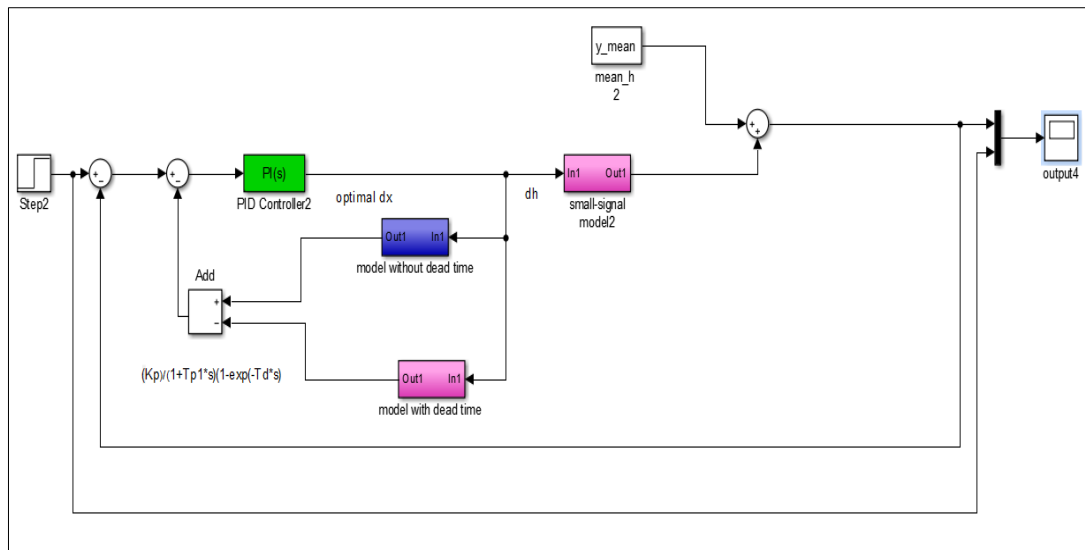 y_mean
mean_h
2
+
+
Step2
+
−
+
−
PI(s)
PID Controller2
optimal dx
dh
In1 Out1
small-signal
model2
output4
Out1 In1
model without dead time
Add
+
−
(Kp)/(1+Tp1*s)(1-exp(-Td*s)
Out1 In1
model with dead time